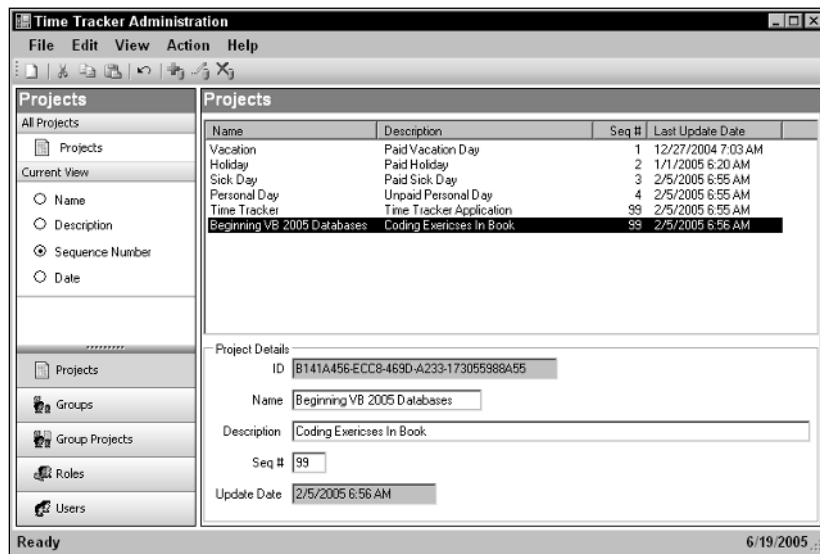 Time Tracker Administration
File Edit View Action Help
Projects
All Projects
Projects
Current View
Name
Description
Sequence Number
Date
Projects
Groups
Group Projects
Roles
Users
Projects
Name Description Seq # Last Update Date
Vacation Paid Vacation Day 1 12/27/2004 7:03 AM
Holiday Paid Holiday 2 1/1/2005 6:20 AM
Sick Day Paid Sick Day 3 2/5/2005 6:55 AM
Personal Day Unpaid Personal Day 4 2/5/2005 6:55 AM
Time Tracker Time Tracker Application 99 2/5/2005 6:55 AM
Beginning VB 2005 Databases Coding Exericses In Book 99 2/5/2005 6:56 AM
Project Details
ID B141A456-ECC8-469D-A233-173055988A55
Name Beginning VB 2005 Databases
Description Coding Exericses In Book
Seq # 99
Update Date 2/5/2005 6:56 AM
Ready 6/19/2005